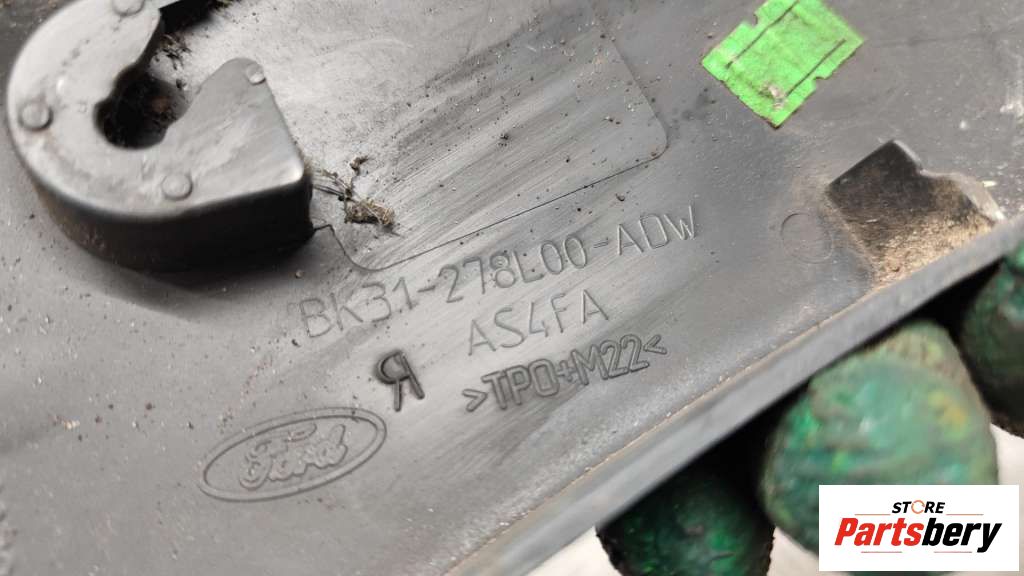 BK31-278L00-ADW
AS4FA
R
>TPO+M22<
Ford
STORE
Partsbery